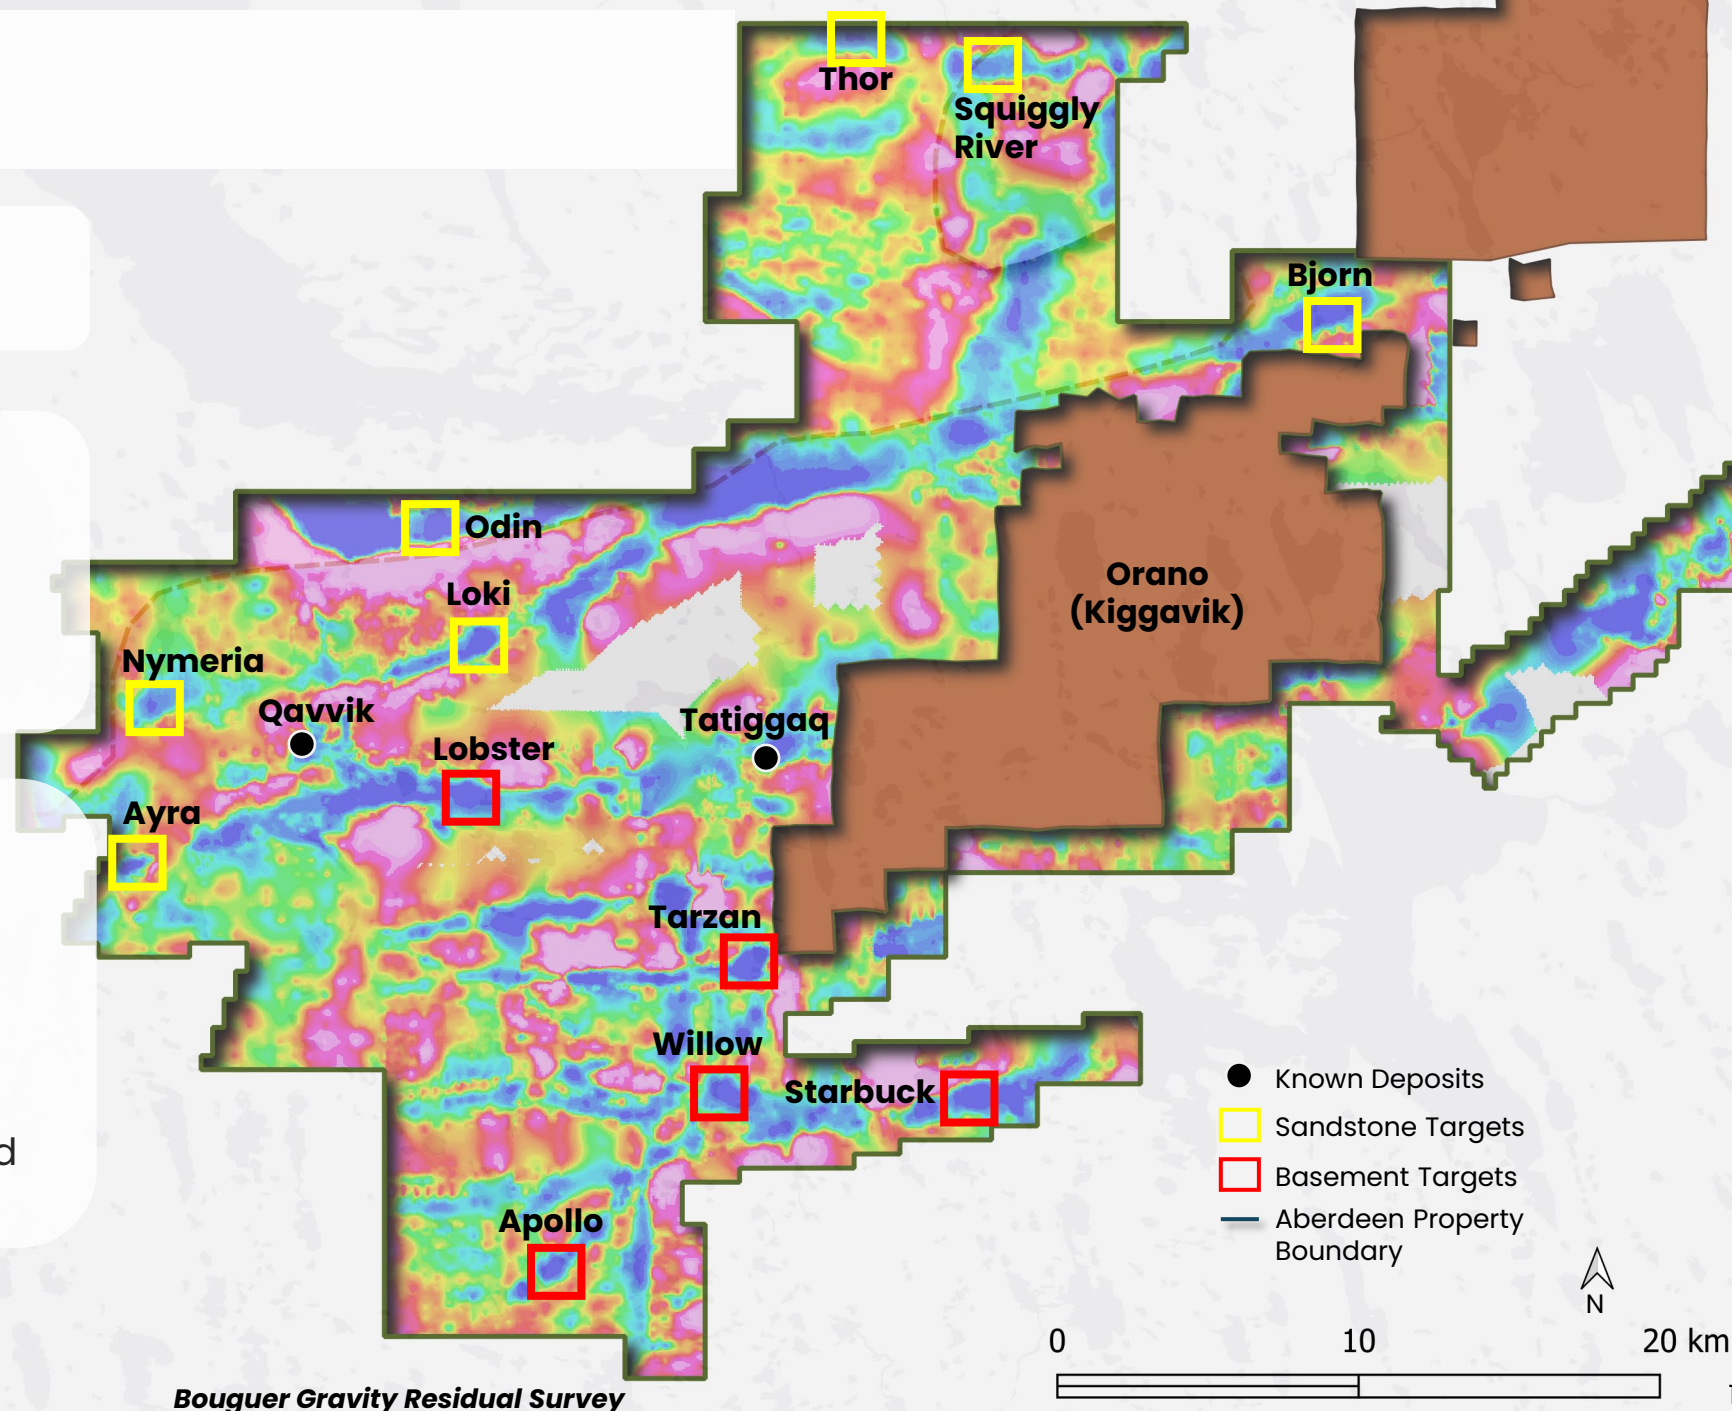 Thor
Squiggly
River
Bjorn
Odin
Loki
Orano
(Kiggavik)
Nymeria
Qavvik
Tatiggaq
Lobster
Ayra
Tarzan
Willow
Starbuck
Apollo
d
Known Deposits
Sandstone Targets
Basement Targets
Aberdeen Property
Boundary
N
0 10 20 km
Bouguer Gravity Residual Survey